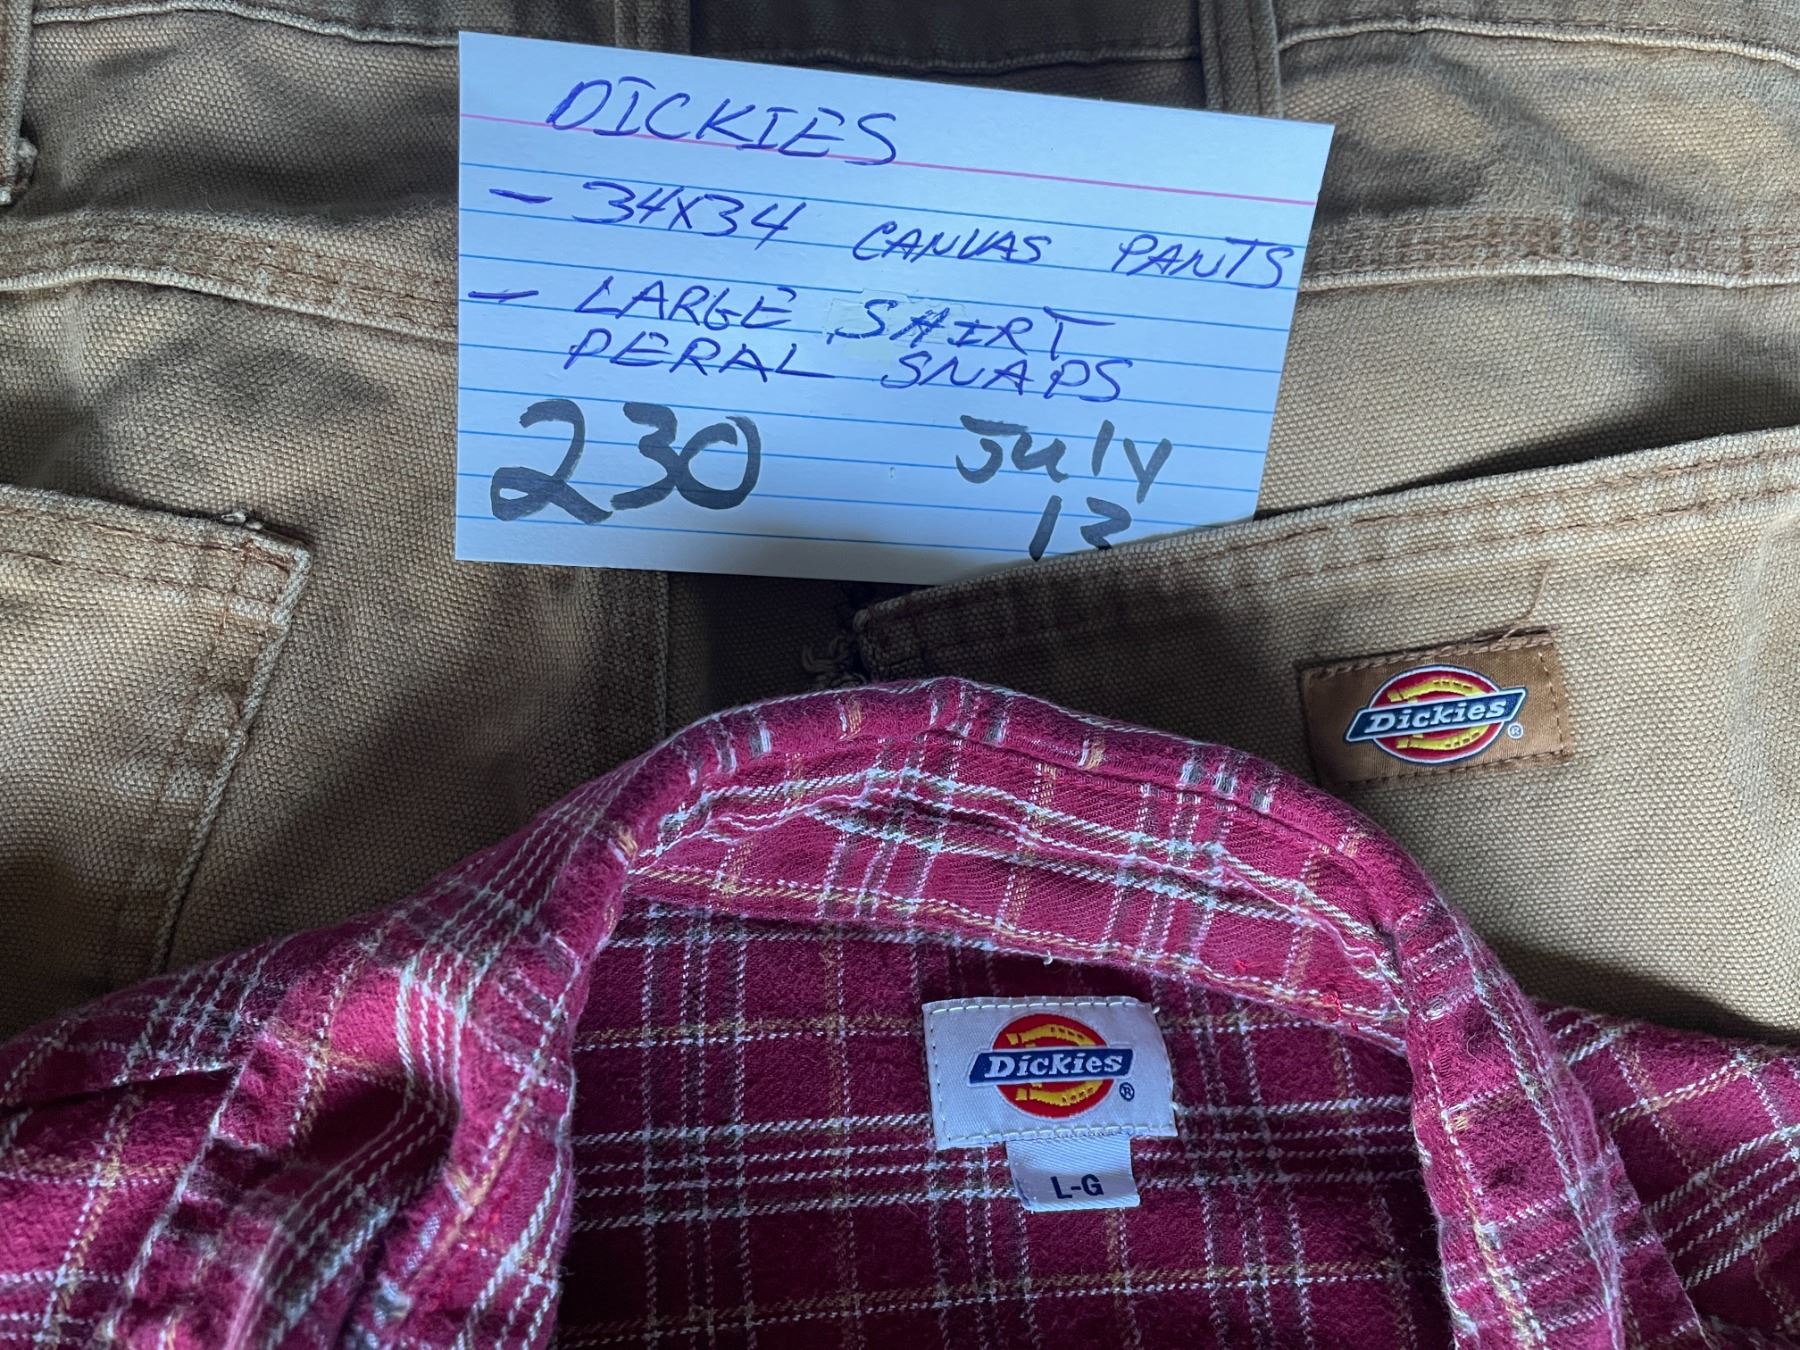 DICKIES
- 34X34 CANVAS PANTS
- LARGE SHIRT
PERAL SNAPS
230 July
13
Dickies®
Dickies®
L-G